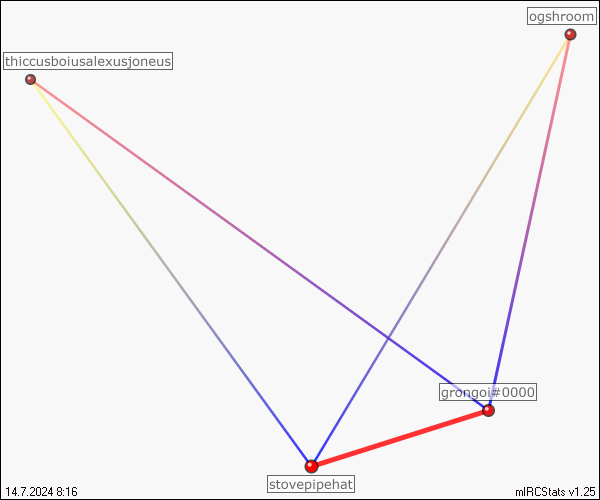 ogshroom
thiccusboiusalexusjoneus
grongoi#0000
stovepipehat
14.7.2024 8:16
mIRCStats v1.25